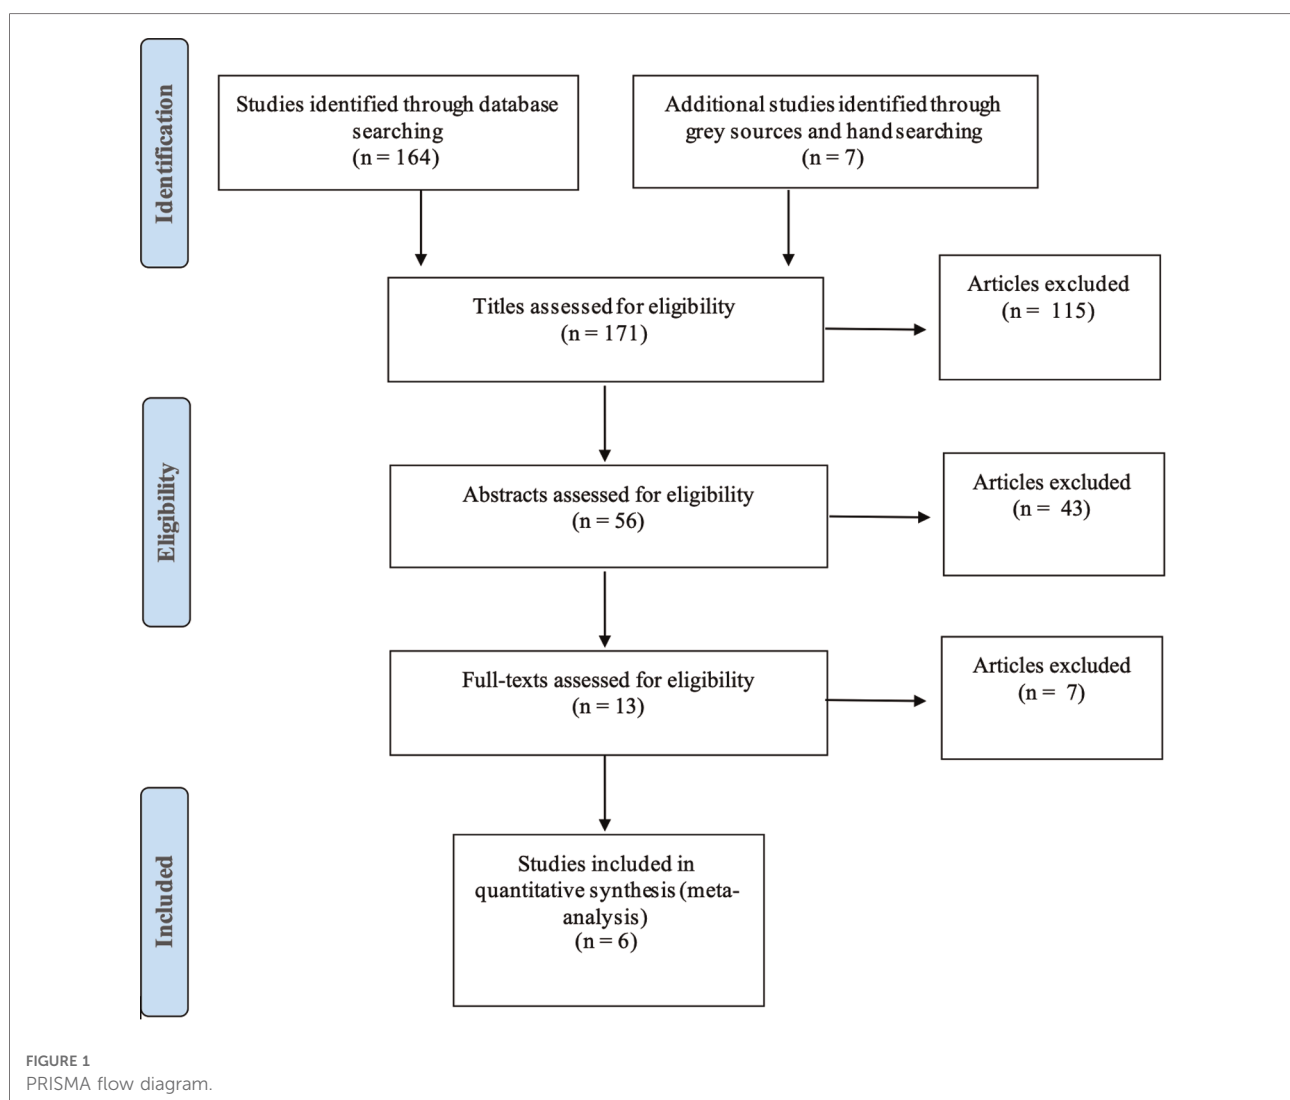 Identification
Studies identified through database
searching
(n = 164)
Additional studies identified through
grey sources and hand searching
(n = 7)
Titles assessed for eligibility
(n = 171)
Articles excluded
(n = 115)
Eligibility
Abstracts assessed for eligibility
(n = 56)
Articles excluded
(n = 43)
Full-texts assessed for eligibility
(n = 13)
Articles excluded
(n = 7)
Included
Studies included in
quantitative synthesis (meta-
analysis)
(n = 6)
FIGURE 1
PRISMA flow diagram.